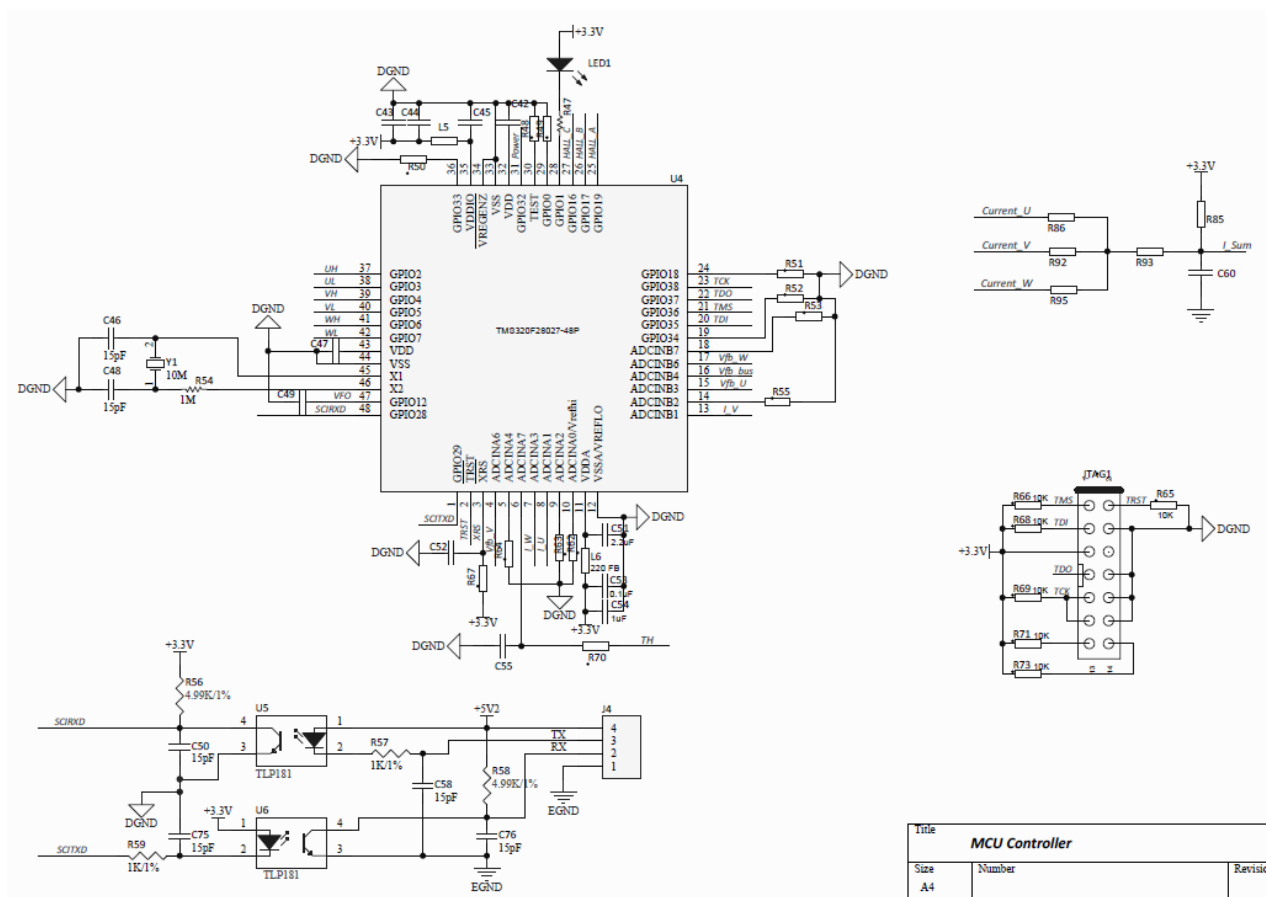 +3.3V
LED1
DGND
R47
C43
C44
C45
C42
L5
R48
R49
Power
HALL_C
HALL_B
HALL_A
+3.3V
DGND
R50
36
35
34
33
32
31
30
29
28
27
26
25
U4
GPIO33
VDDIO
VREGENZ
VSS
VDD
GPIO32
TEST
GPIO0
GPIO1
GPIO16
GPIO17
GPIO19
UH 37 GPIO2
UL 38 GPIO3
VH 39 GPIO4
VL 40 GPIO5
WH 41 GPIO6
WL 42 GPIO7
43 VDD
44 VSS
45 X1
46 X2
VFO 47 GPIO12
SCIRXD 48 GPIO28
DGND
C47
C49
C46
15pF
2
Y1
10M
1
DGND
C48
15pF
R54
1M
TMS320F28027-48P
GPIO18 24
GPIO38 23 TCK
GPIO37 22 TDO
GPIO36 21 TMS
GPIO35 20 TDI
GPIO34 19
ADCINB7 18
ADCINB6 17 Vfb_W
ADCINB4 16 Vfb_bus
ADCINB3 15 Vfb_U
ADCINB2 14
ADCINB1 13 I_V
R51
R52
R53
R55
DGND
GPIO29
TRST
XRS
ADCINA6
ADCINA4
ADCINA7
ADCINA3
ADCINA1
ADCINA2
ADCINA0/Vrefhi
VDDA
VSSA/VREFLO
1
2
3
4
5
6
7
8
9
10
11
12
SCITXD
TRST
XRS
Vfb_V
I_W
I_U
DGND
C52
R67
+3.3V
R64
R63
R62
DGND
C51
2.2uF
L6
220 FB
C53
0.1uF
C54
1uF
+3.3V
DGND
DGND
C55
R70
TH
+3.3V
R85
Current_U
R86
Current_V
R92
Current_W
R95
R93
I_Sum
C60
JTAG1
R66 10K TMS
TRST R65
10K
R68 10K TDI
DGND
+3.3V
TDO
R69 10K TCK
R71 10K
R73 10K
13
14
+3.3V
R56
4.99K/1%
SCIRXD
C50
15pF
U5
4
3
1
2
TLP181
R57
1K/1%
+5V2
TX
RX
J4
4
3
2
1
EGND
R58
4.99K/1%
C58
15pF
DGND
+3.3V
U6
1
2
4
3
TLP181
C75
15pF
SCITXD
R59
1K/1%
C76
15pF
EGND
Title
MCU Controller
Size
Number
A4